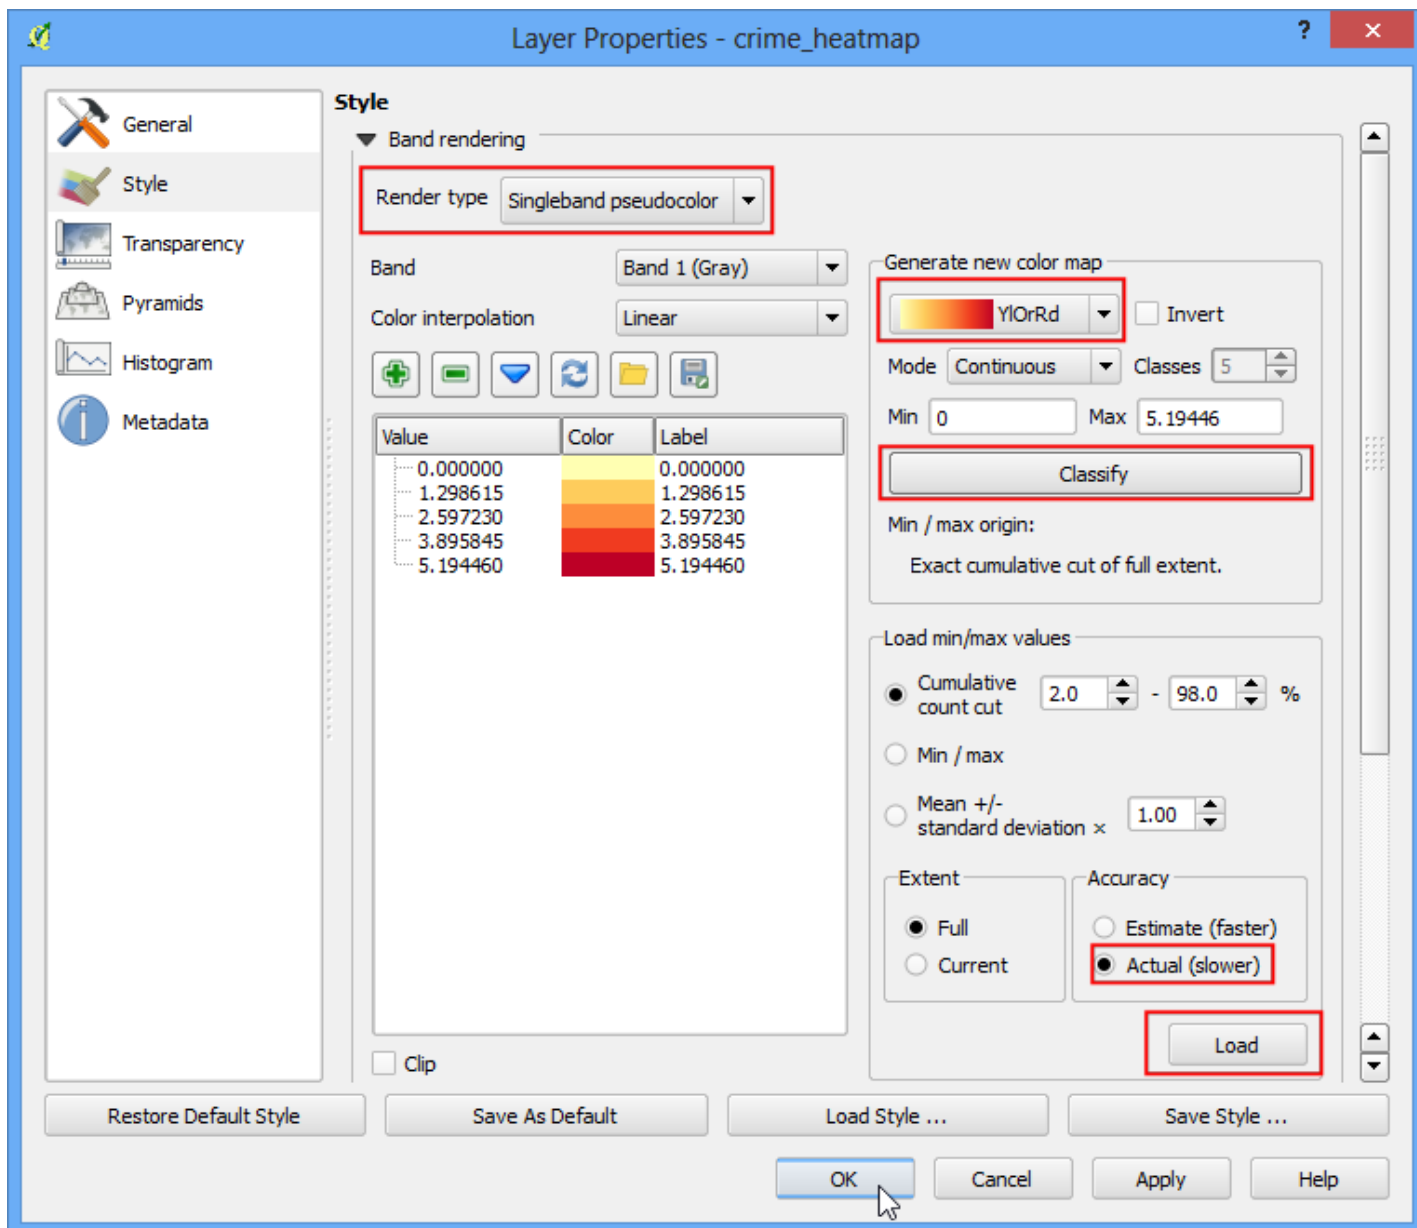 Layer Properties - crime_heatmap
?
General
Style
Transparency
Pyramids
Histogram
Metadata
Style
Band rendering
Render type Singleband pseudocolor
Band Band 1 (Gray)
Color interpolation Linear
Value Color Label
0.000000 0.000000
1.298615 1.298615
2.597230 2.597230
3.895845 3.895845
5.194460 5.194460
Clip
Generate new color map
YlOrRd Invert
Mode Continuous Classes 5
Min 0 Max 5.19446
Classify
Min / max origin:
Exact cumulative cut of full extent.
Load min/max values
Cumulative
count cut 2.0 - 98.0 %
Min / max
Mean +/-
standard deviation × 1.00
Extent
Full
Current
Accuracy
Estimate (faster)
Actual (slower)
Load
Restore Default Style Save As Default Load Style ... Save Style ...
OK Cancel Apply Help